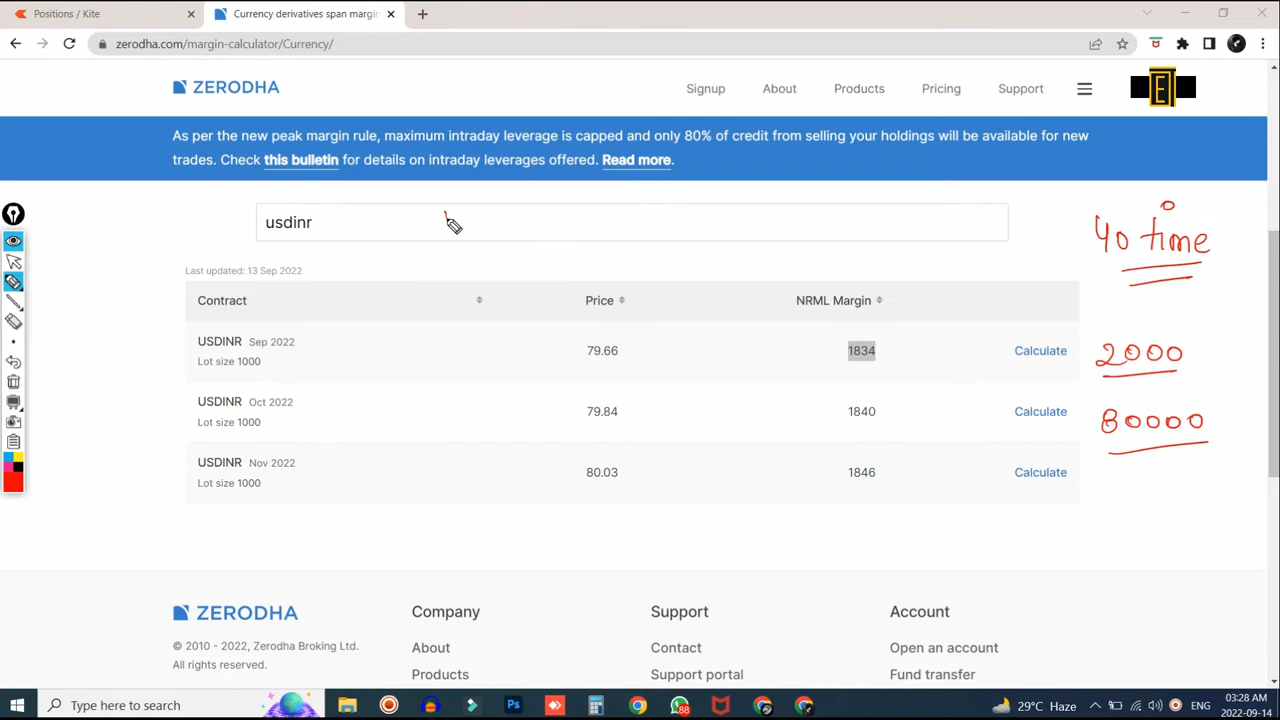 Positions / Kite
Currency derivatives span margin
zerodha.com/margin-calculator/Currency/
ZERODHA
Signup About Products Pricing Support
E
As per the new peak margin rule, maximum intraday leverage is capped and only 80% of credit from selling your holdings will be available for new
trades. Check this bulletin for details on intraday leverages offered. Read more.
usdinr
40 time
Last updated: 13 Sep 2022
Contract Price NRML Margin
USDINR Sep 2022
Lot size 1000
79.66 1834 Calculate
2000
USDINR Oct 2022
Lot size 1000
79.84 1840 Calculate
80000
USDINR Nov 2022
Lot size 1000
80.03 1846 Calculate
ZERODHA
Company Support Account
© 2010 - 2022, Zerodha Broking Ltd.
All rights reserved.
About Contact Open an account
Products Support portal Fund transfer
Type here to search
88
29°C Haze
ENG
03:28 AM
2022-09-14